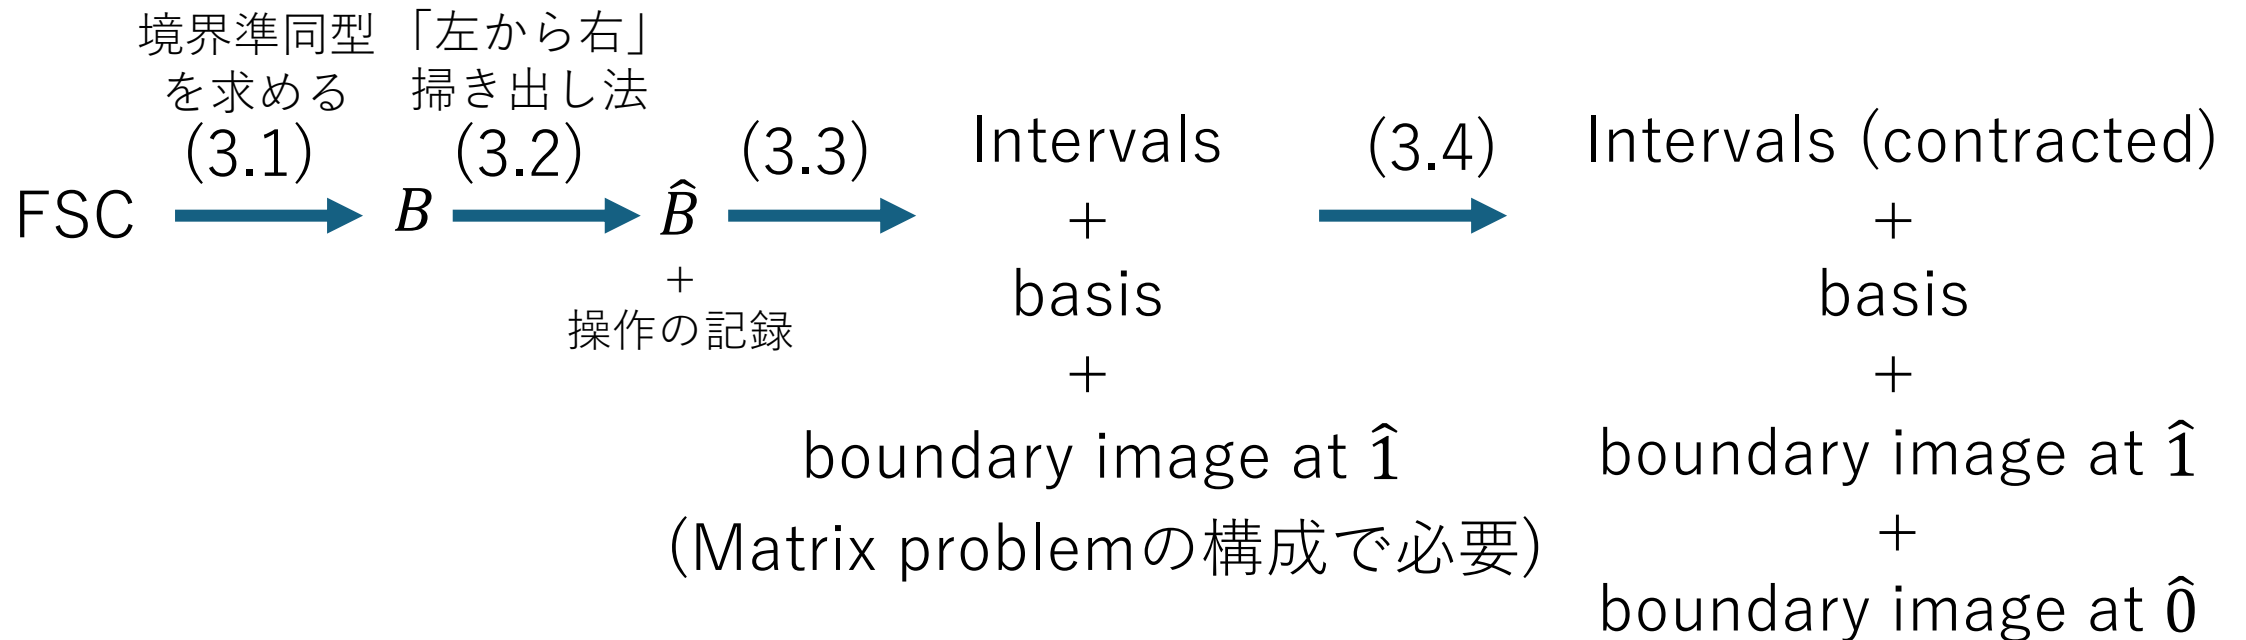 境界準同型
を求める
「左から右」
掃き出し法
(3.1)
(3.2)
(3.3)
Intervals
(3.4)
Intervals (contracted)
FSC
B
B̂
+
操作の記録
+
basis
+
boundary image at 1̂
(Matrix problemの構成で必要)
+
basis
+
boundary image at 1̂
+
boundary image at 0̂